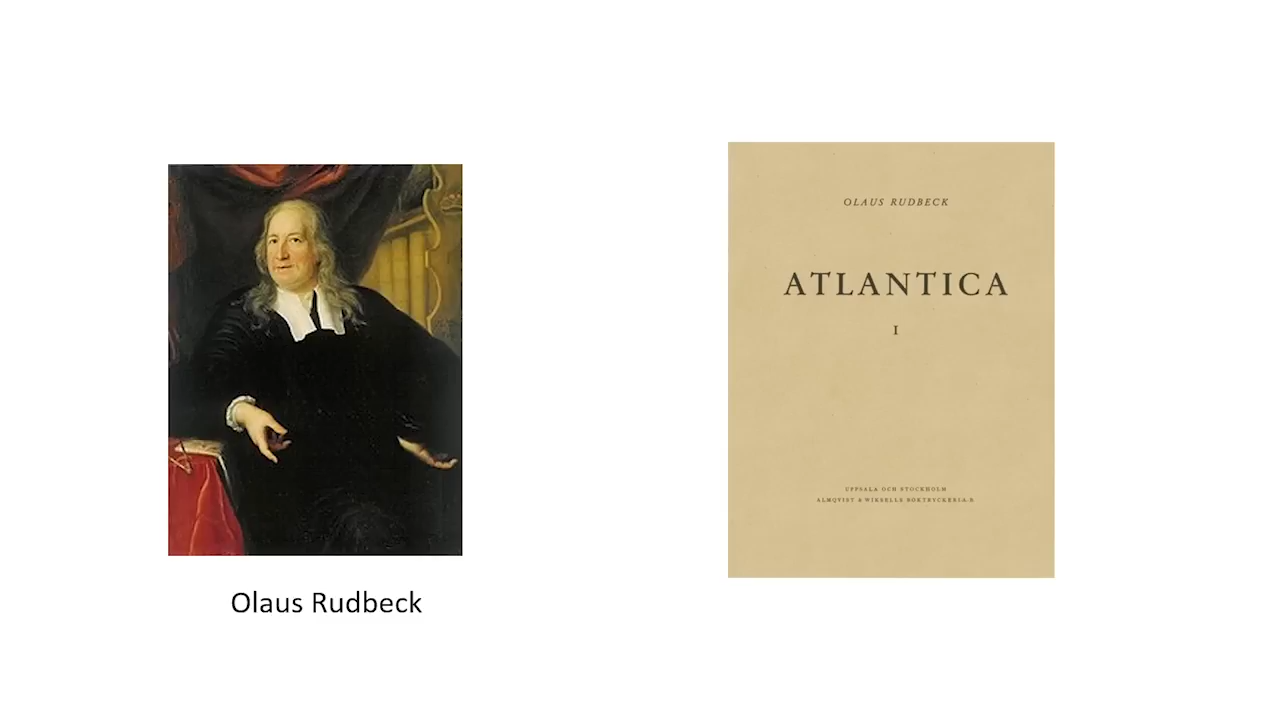 OLAUS RUDBECK
ATLANTICA
I
UPPSALA OCH STOCKHOLM
ALMQVIST & WIKSELLS BOKTRYCKERI-A.-B.
Olaus Rudbeck